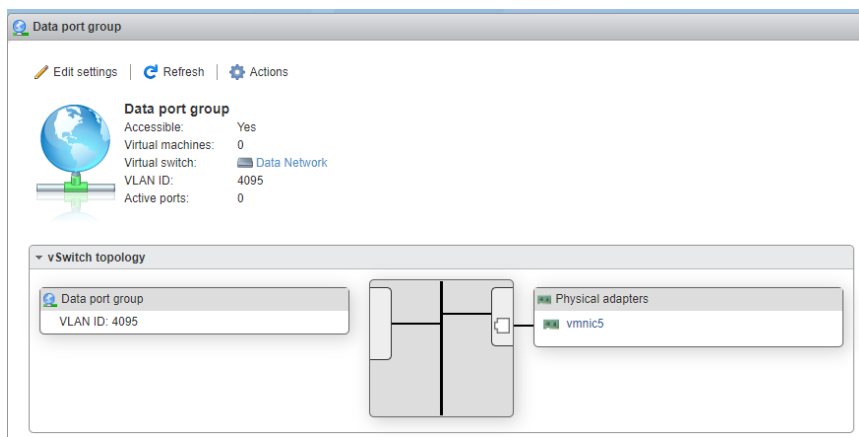 Data port group
Edit settings | Refresh | Actions
Data port group
Accessible: Yes
Virtual machines: 0
Virtual switch: Data Network
VLAN ID: 4095
Active ports: 0
vSwitch topology
Data port group
VLAN ID: 4095
Physical adapters
vmnic5